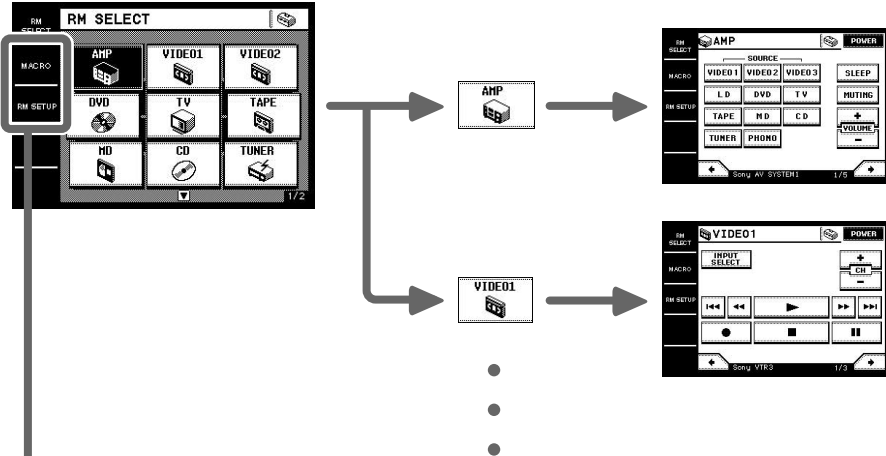 RM
SELECT
MACRO
RM SETUP
RM SELECT
AMP
VIDEO1
VIDEO2
DVD
TV
TAPE
MD
CD
TUNER
1/2
AMP
VIDEO1
RM
SELECT
MACRO
RM SETUP
AMP
POWER
SOURCE
VIDEO1
VIDEO2
VIDEO3
SLEEP
LD
DVD
TV
MUTING
TAPE
MD
CD
+
VOLUME
−
TUNER
PHONO
Sony AV SYSTEM1
1/5
RM
SELECT
MACRO
RM SETUP
VIDEO1
POWER
INPUT
SELECT
+
CH
−
Sony VTR3
1/3